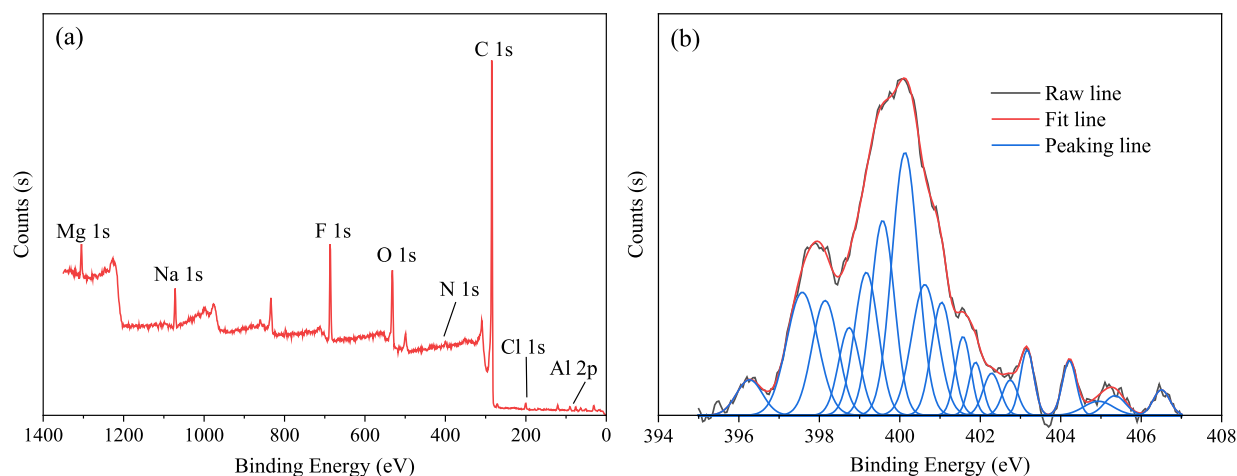 (a)
C 1s
Mg 1s
F 1s
O 1s
Na 1s
N 1s
Cl 1s
Al 2p
Counts (s)
1400 1200 1000 800 600 400 200 0
Binding Energy (eV)
(b)
Raw line
Fit line
Peaking line
Counts (s)
394 396 398 400 402 404 406 408
Binding Energy (eV)